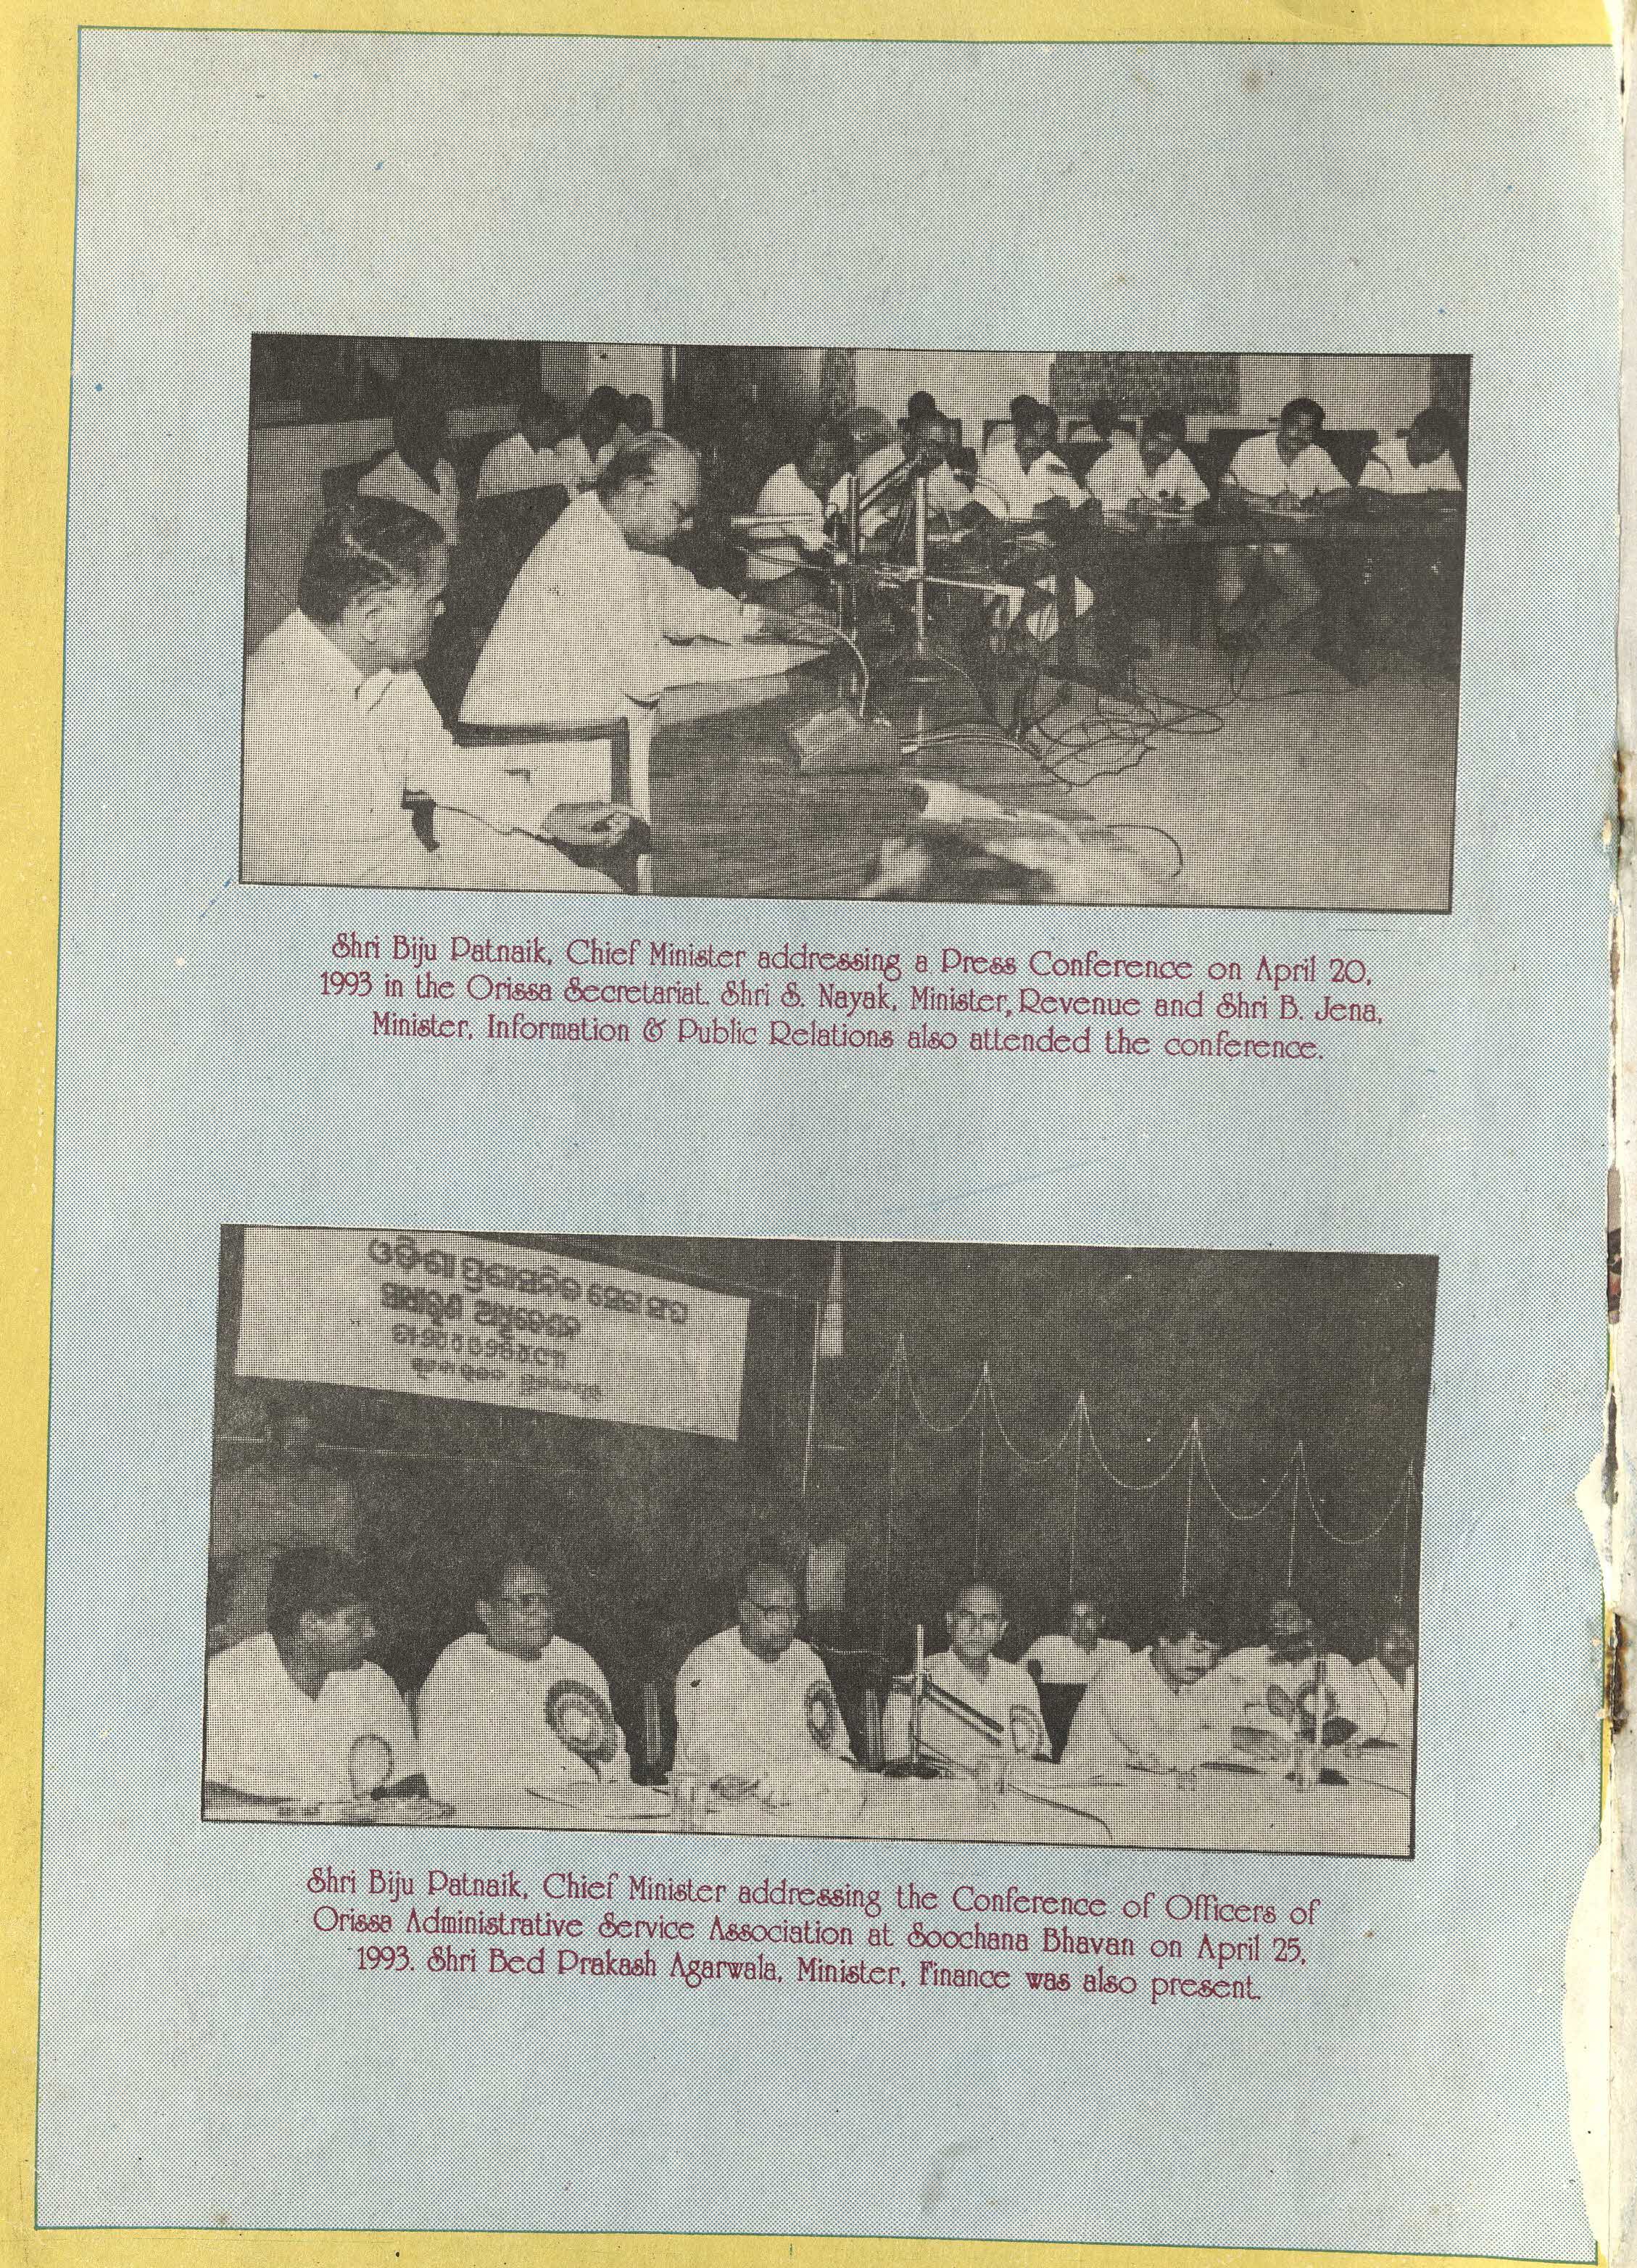 ଓଡ଼ିଶା ପ୍ରଶାସନିକ ସେବା ସଂଘ
Shri Biju Patnaik, Chief Minister addressing a Press Conference on April 20,
1993 in the Orissa Secretariat. Shri S. Nayak, Minister, Revenue and Shri B. Jena,
Minister, Information & Public Relations also attended the conference.
Shri Biju Patnaik, Chief Minister addressing the Conference of Officers of
Orissa Administrative Service Association at Soochana Bhavan on April 25,
1993. Shri Bed Prakash Agarwala, Minister, Finance was also present.